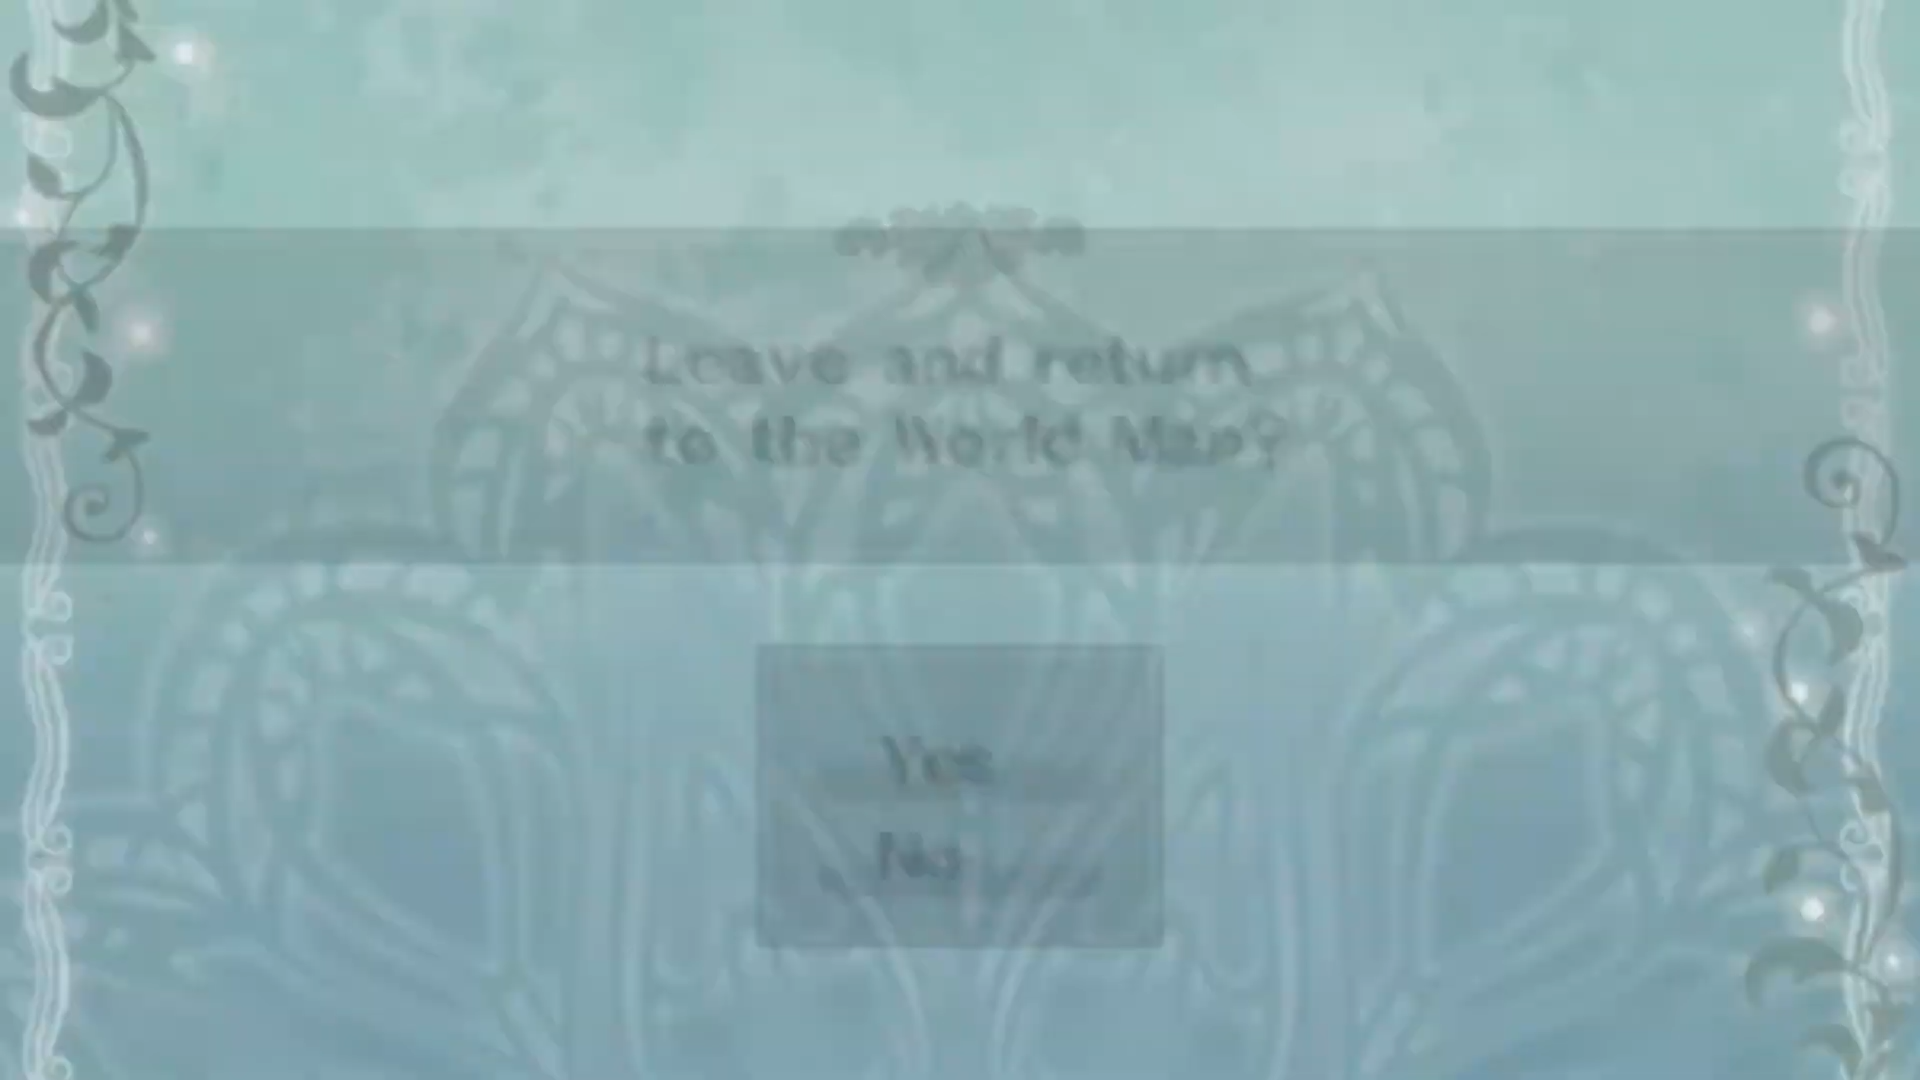 Leave and return
to the World Map?
Yes
No